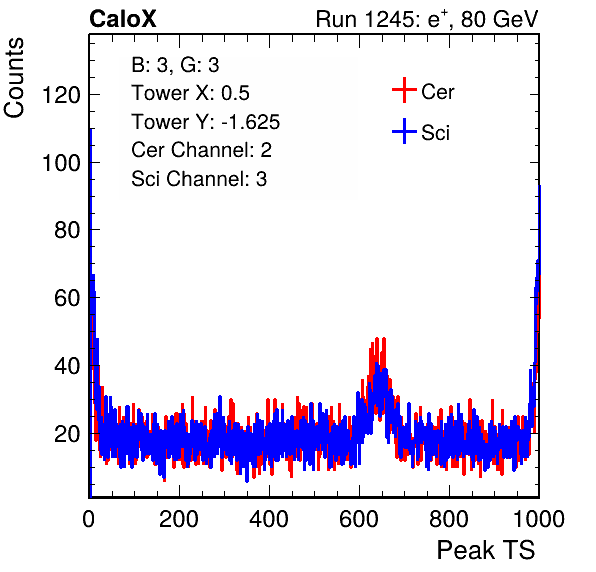 CaloX Run 1245: e⁺, 80 GeV
B: 3, G: 3
Tower X: 0.5
Tower Y: -1.625
Cer Channel: 2
Sci Channel: 3
Cer
Sci
Counts
120
100
80
60
40
20
0 200 400 600 800 1000
Peak TS